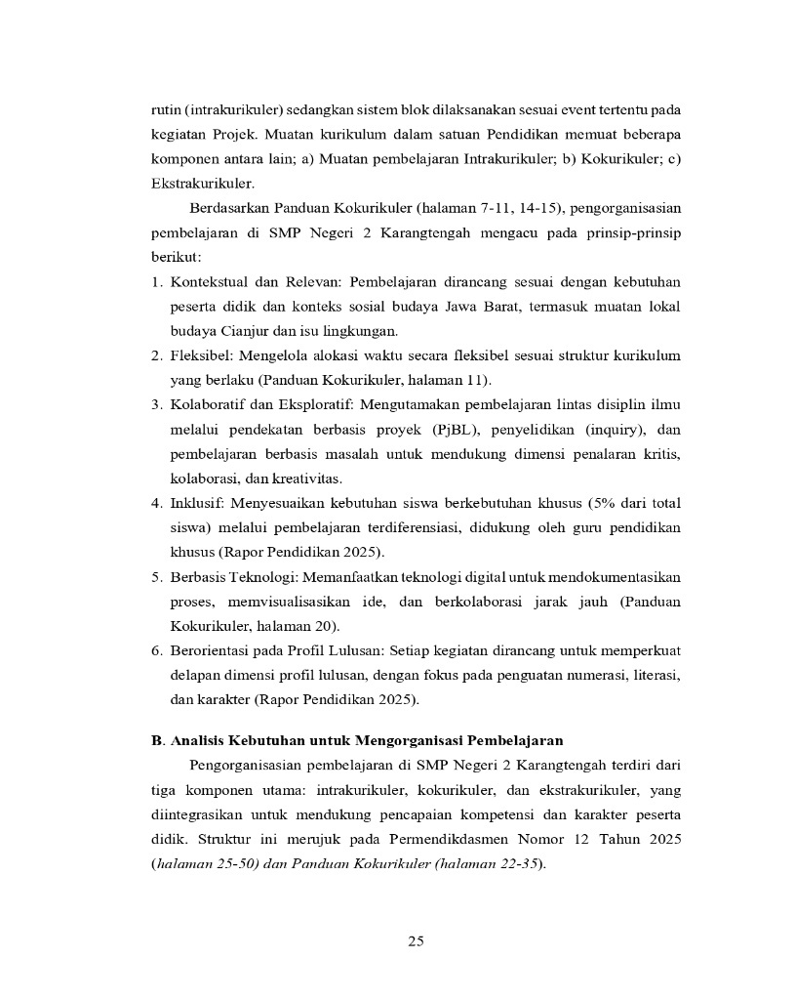 rutin (intrakurikuler) sedangkan sistem blok dilaksanakan sesuai event tertentu pada
kegiatan Projek. Muatan kurikulum dalam satuan Pendidikan memuat beberapa
komponen antara lain; a) Muatan pembelajaran Intrakurikuler; b) Kokurikuler; c)
Ekstrakurikuler.
Berdasarkan Panduan Kokurikuler (halaman 7-11, 14-15), pengorganisasian
pembelajaran di SMP Negeri 2 Karangtengah mengacu pada prinsip-prinsip
berikut:
1. Kontekstual dan Relevan: Pembelajaran dirancang sesuai dengan kebutuhan
peserta didik dan konteks sosial budaya Jawa Barat, termasuk muatan lokal
budaya Cianjur dan isu lingkungan.
2. Fleksibel: Mengelola alokasi waktu secara fleksibel sesuai struktur kurikulum
yang berlaku (Panduan Kokurikuler, halaman 11).
3. Kolaboratif dan Eksploratif: Mengutamakan pembelajaran lintas disiplin ilmu
melalui pendekatan berbasis proyek (PjBL), penyelidikan (inquiry), dan
pembelajaran berbasis masalah untuk mendukung dimensi penalaran kritis,
kolaborasi, dan kreativitas.
4. Inklusif: Menyesuaikan kebutuhan siswa berkebutuhan khusus (5% dari total
siswa) melalui pembelajaran terdiferensiasi, didukung oleh guru pendidikan
khusus (Rapor Pendidikan 2025).
5. Berbasis Teknologi: Memanfaatkan teknologi digital untuk mendokumentasikan
proses, memvisualisasikan ide, dan berkolaborasi jarak jauh (Panduan
Kokurikuler, halaman 20).
6. Berorientasi pada Profil Lulusan: Setiap kegiatan dirancang untuk memperkuat
delapan dimensi profil lulusan, dengan fokus pada penguatan numerasi, literasi,
dan karakter (Rapor Pendidikan 2025).
B. Analisis Kebutuhan untuk Mengorganisasi Pembelajaran
Pengorganisasian pembelajaran di SMP Negeri 2 Karangtengah terdiri dari
tiga komponen utama: intrakurikuler, kokurikuler, dan ekstrakurikuler, yang
diintegrasikan untuk mendukung pencapaian kompetensi dan karakter peserta
didik. Struktur ini merujuk pada Permendikdasmen Nomor 12 Tahun 2025
(halaman 25-50) dan Panduan Kokurikuler (halaman 22-35).
25